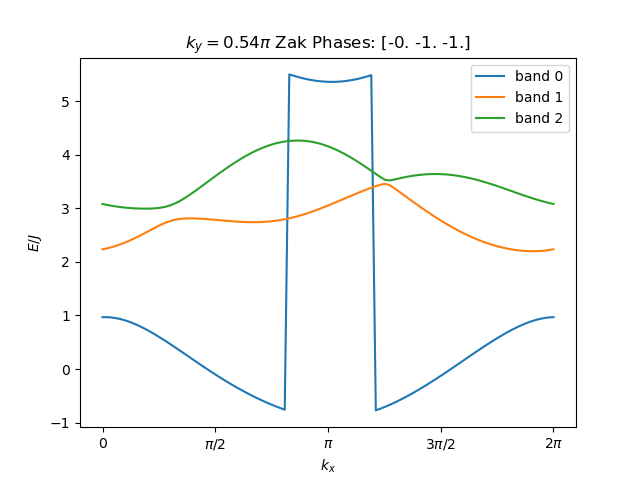 $k_y = 0.54\pi$ Zak Phases: [-0. -1. -1.]
band 0
band 1
band 2
E/J
5
4
3
2
1
0
−1
0
π/2
π
3π/2
2π
$k_x$